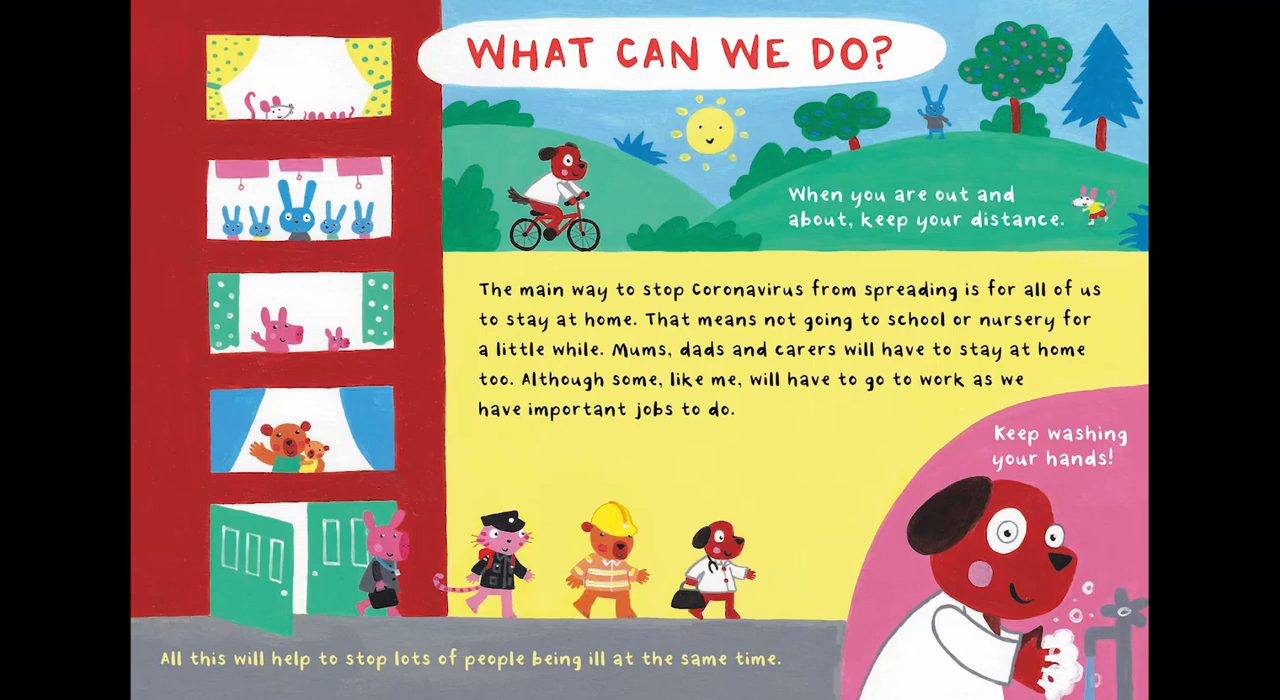 WHAT CAN WE DO?
When you are out and
about, keep your distance.
The main way to stop Coronavirus from spreading is for all of us
to stay at home. That means not going to school or nursery for
a little while. Mums, dads and carers will have to stay at home
too. Although some, like me, will have to go to work as we
have important jobs to do.
Keep washing
your hands!
All this will help to stop lots of people being ill at the same time.